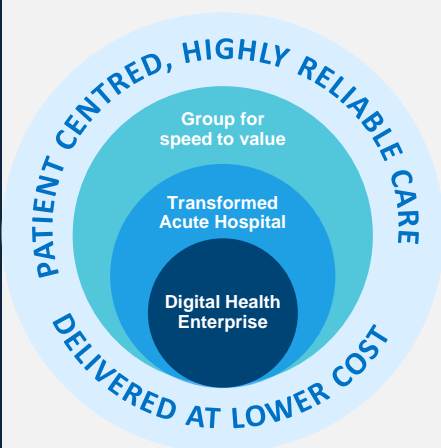 PATIENT CENTRED, HIGHLY RELIABLE CARE
Group for
speed to value
Transformed
Acute Hospital
Digital Health
Enterprise
DELIVERED AT LOWER COST